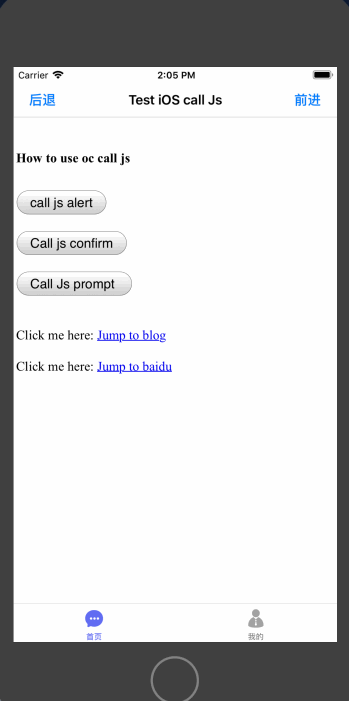 Carrier 2:05 PM
后退 Test iOS call Js 前进
How to use oc call js
call js alert
Call js confirm
Call Js prompt
Click me here: Jump to blog
Click me here: Jump to baidu
首页 我的